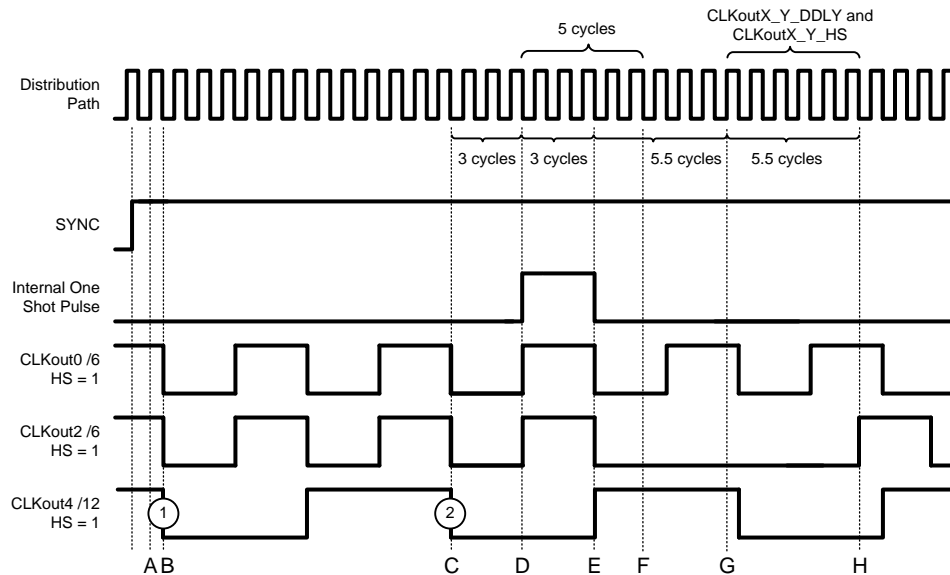 CLKoutX_Y_DDLY and
CLKoutX_Y_HS
5 cycles
Distribution
Path
3 cycles
3 cycles
5.5 cycles
5.5 cycles
SYNC
Internal One
Shot Pulse
CLKout0 /6
HS = 1
CLKout2 /6
HS = 1
CLKout4 /12
HS = 1
1
2
A
B
C
D
E
F
G
H